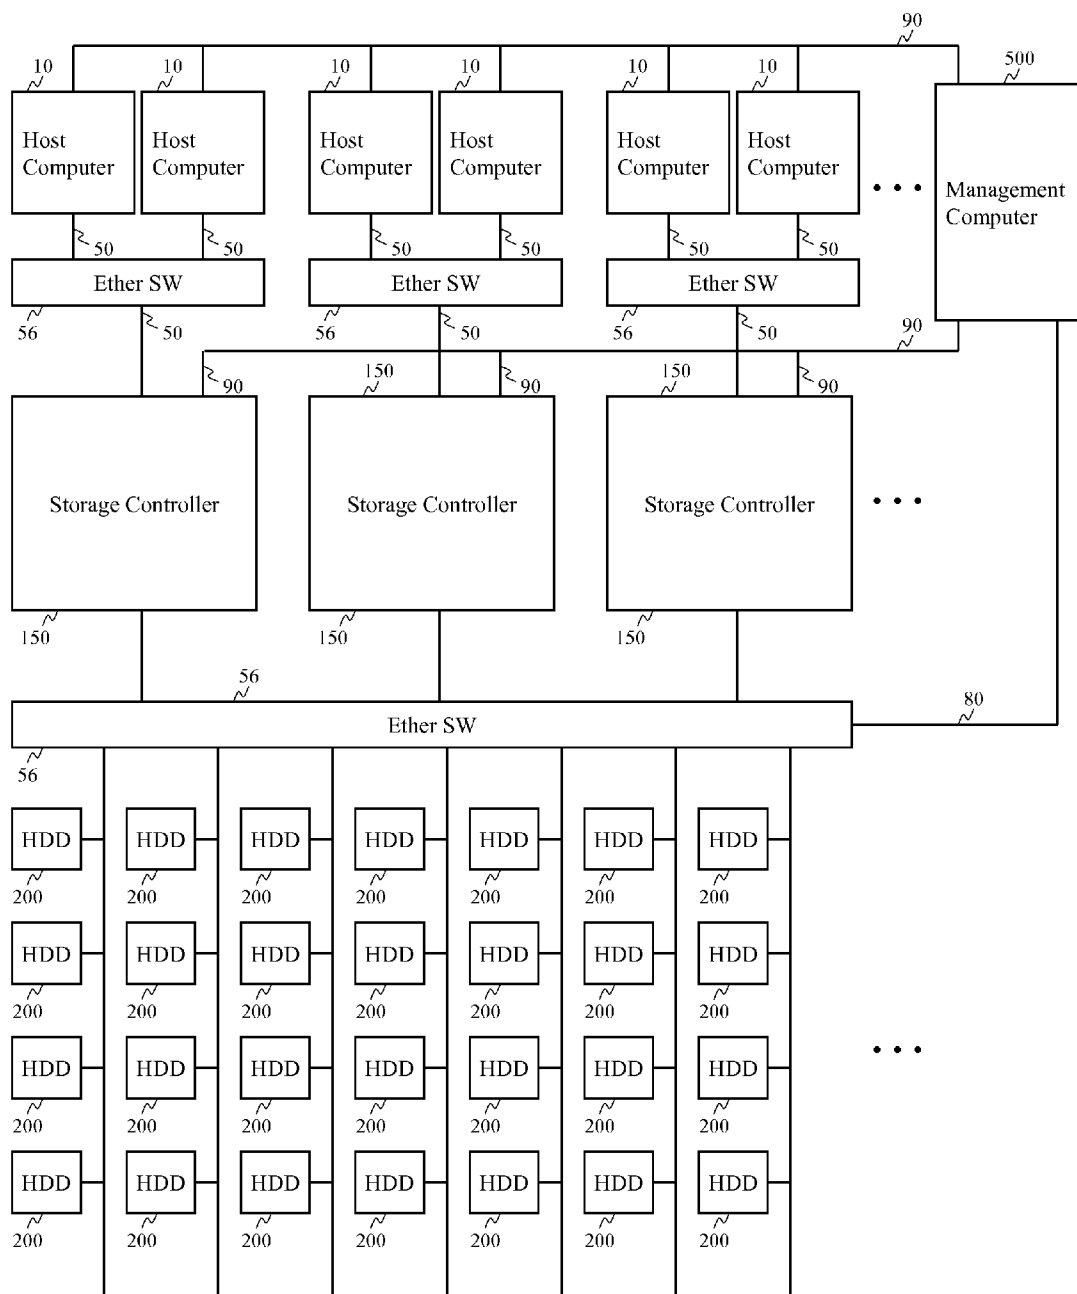 90
10 10 10 10 10 10 500
Host Computer
Host Computer
Host Computer
Host Computer
Host Computer
Host Computer
Management Computer
50 50 50 50 50 50
Ether SW Ether SW Ether SW
56 50 56 50 56 50 90
150 150
90 90 90
Storage Controller Storage Controller Storage Controller
150 150 150
56
80
Ether SW
56
HDD HDD HDD HDD HDD HDD HDD
200 200 200 200 200 200 200
HDD HDD HDD HDD HDD HDD HDD
200 200 200 200 200 200 200
HDD HDD HDD HDD HDD HDD HDD
200 200 200 200 200 200 200
HDD HDD HDD HDD HDD HDD HDD
200 200 200 200 200 200 200